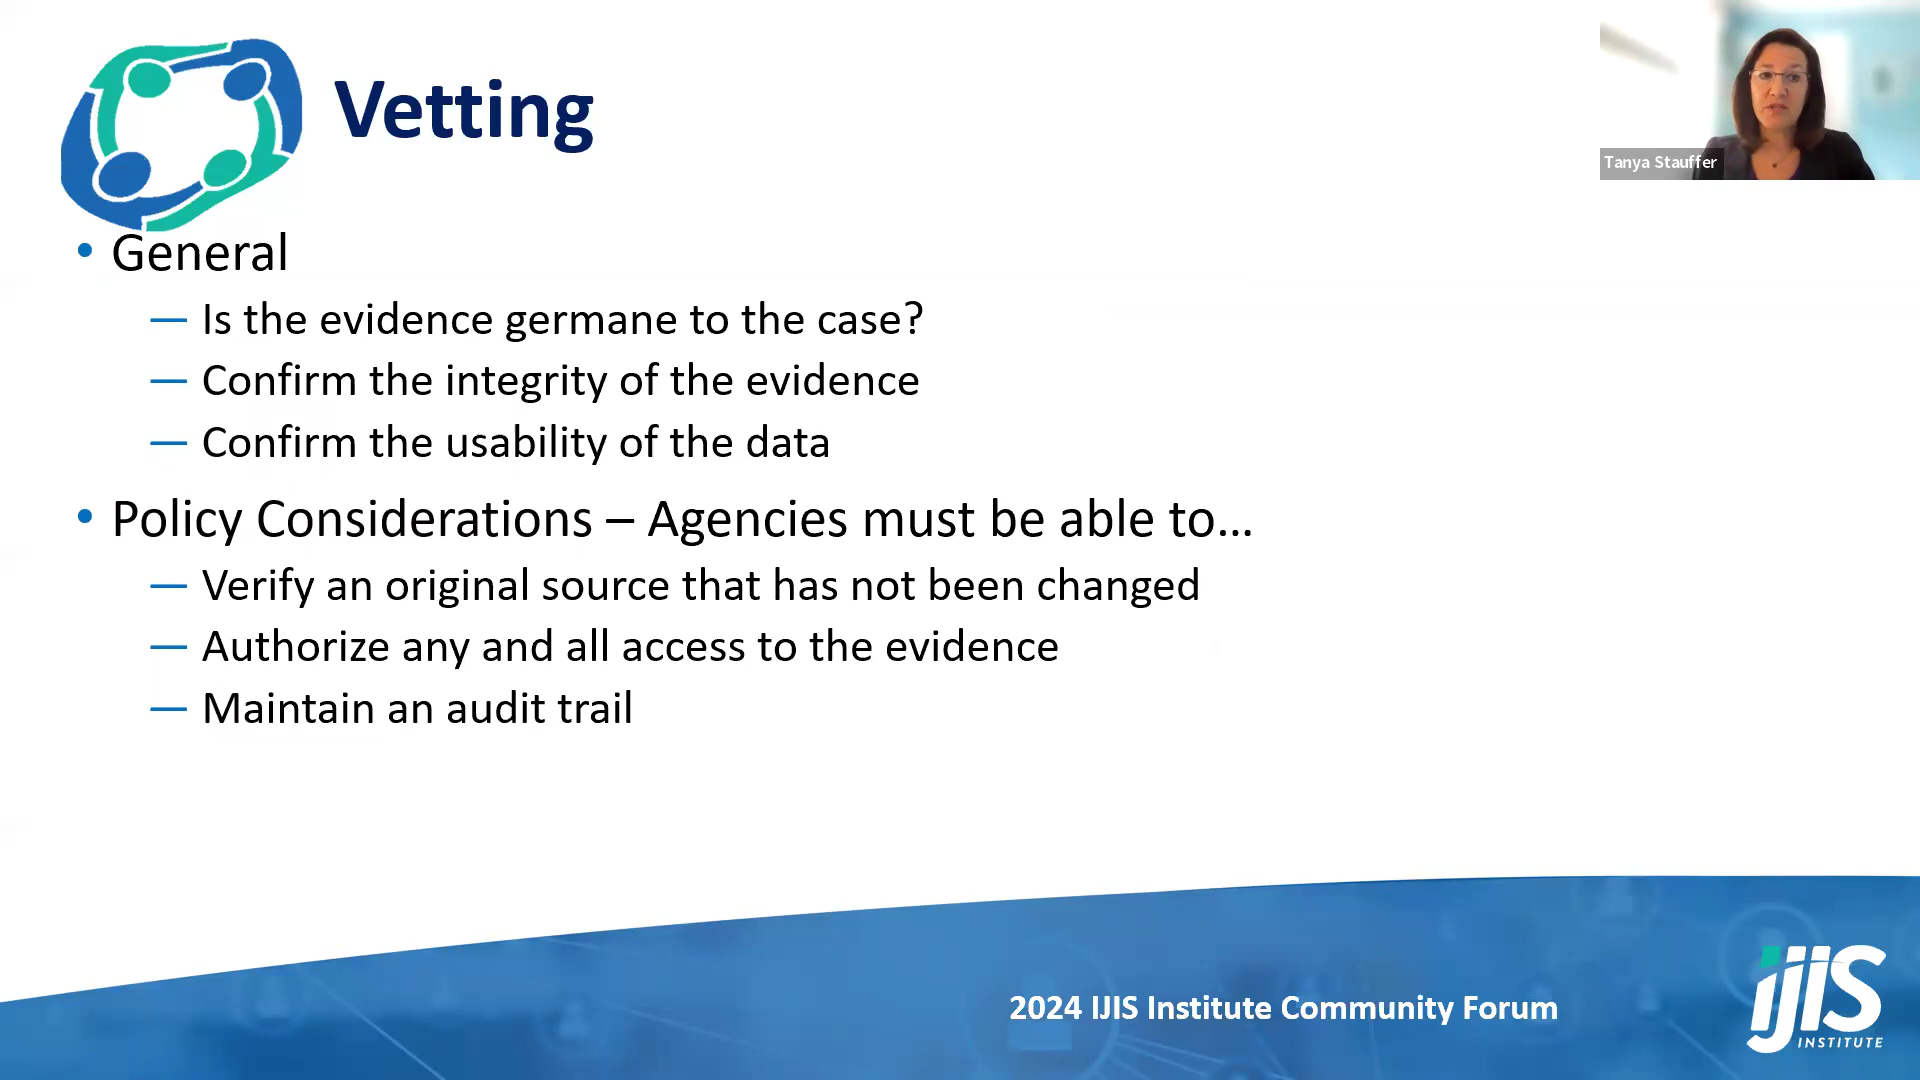 Vetting
Tanya Stauffer
• General
— Is the evidence germane to the case?
— Confirm the integrity of the evidence
— Confirm the usability of the data
• Policy Considerations – Agencies must be able to…
— Verify an original source that has not been changed
— Authorize any and all access to the evidence
— Maintain an audit trail
2024 IJIS Institute Community Forum
IJIS
INSTITUTE